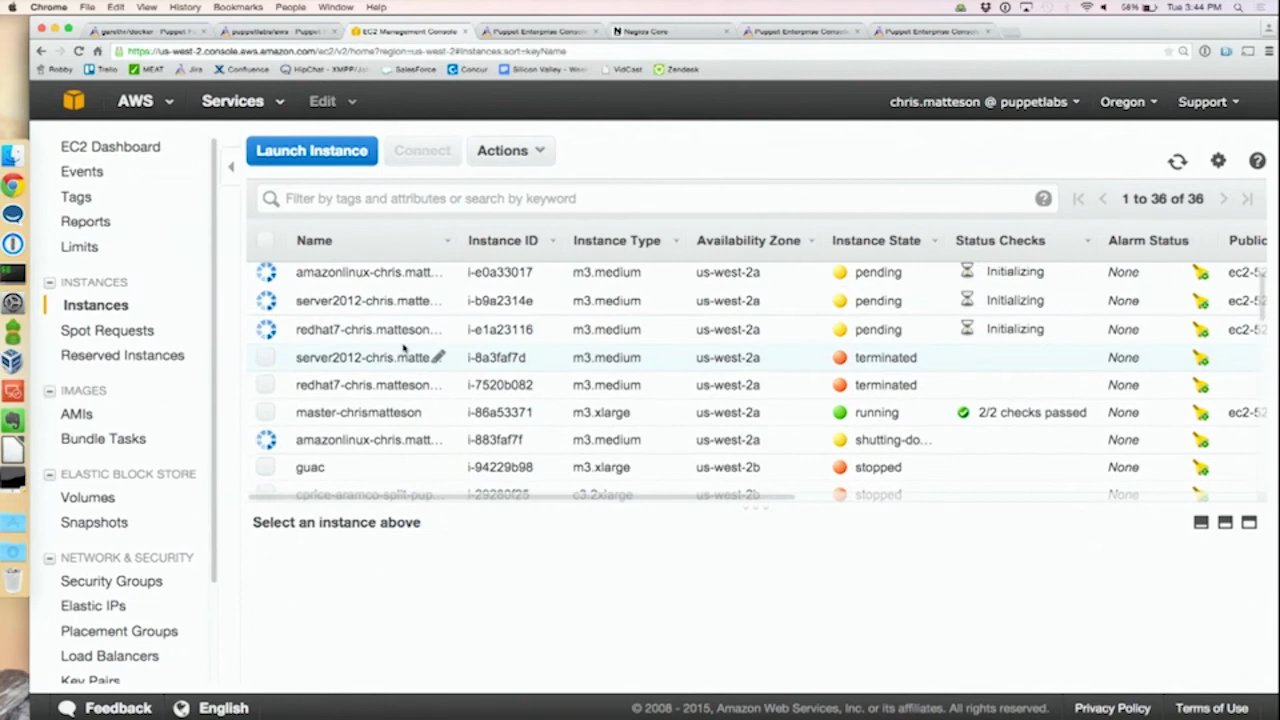 Chrome File Edit View History Bookmarks People Window Help 58% Tue 3:44 PM
garethr/docker · Puppet F puppetlabs/aws · Puppet EC2 Management Console Puppet Enterprise Console Nagios Core Puppet Enterprise Console Puppet Enterprise Console
https://us-west-2.console.aws.amazon.com/ec2/v2/home?region=us-west-2#Instances:sort=keyName
Robby Trello MEAT Jira Confluence HipChat - XMPP/ SalesForce Concur Silicon Valley - VidCast Zendesk
AWS Services Edit chris.matteson @ puppetlabs Oregon Support
EC2 Dashboard
Events
Tags
Reports
Limits
INSTANCES
Instances
Spot Requests
Reserved Instances
IMAGES
AMIs
Bundle Tasks
ELASTIC BLOCK STORE
Volumes
Snapshots
NETWORK & SECURITY
Security Groups
Elastic IPs
Placement Groups
Load Balancers
Key Pairs
Launch Instance Connect Actions
Filter by tags and attributes or search by keyword 1 to 36 of 36
Name Instance ID Instance Type Availability Zone Instance State Status Checks Alarm Status Public
amazonlinux-chris.matt... i-e0a33017 m3.medium us-west-2a pending Initializing None ec2-52
server2012-chris.matte... i-b9a2314e m3.medium us-west-2a pending Initializing None ec2-52
redhat7-chris.matteson... i-e1a23116 m3.medium us-west-2a pending Initializing None ec2-52
server2012-chris.matte i-8a3faf7d m3.medium us-west-2a terminated None
redhat7-chris.matteson... i-7520b082 m3.medium us-west-2a terminated None
master-chrismatteson i-86a53371 m3.xlarge us-west-2a running 2/2 checks passed None ec2-52
amazonlinux-chris.matt... i-883faf7f m3.medium us-west-2a shutting-do... None
guac i-94229b98 m3.xlarge us-west-2b stopped None
cprice-aramco-split-pup... i-29280f25 c3.2xlarge us-west-2b stopped None
Select an instance above
Feedback English © 2008 - 2015, Amazon Web Services, Inc. or its affiliates. All rights reserved. Privacy Policy Terms of Use